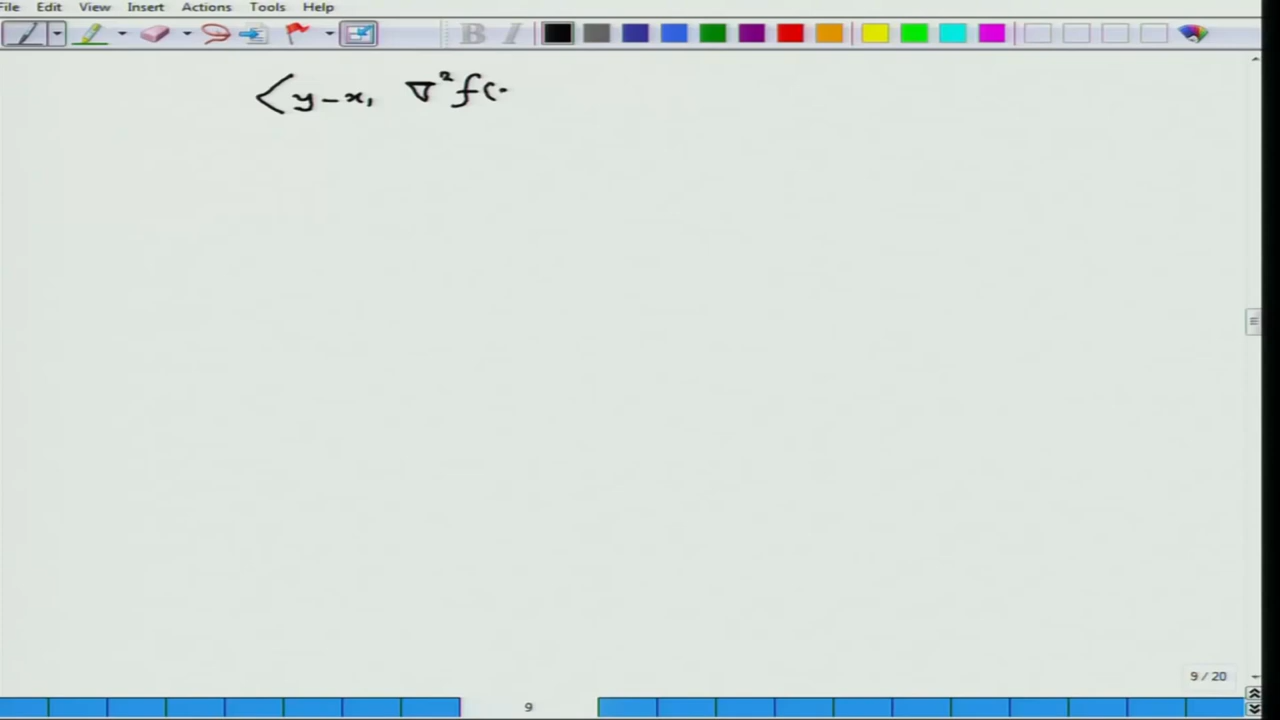 File Edit View Insert Actions Tools Help
B I
<y-x, ∇²f(
9 / 20
9